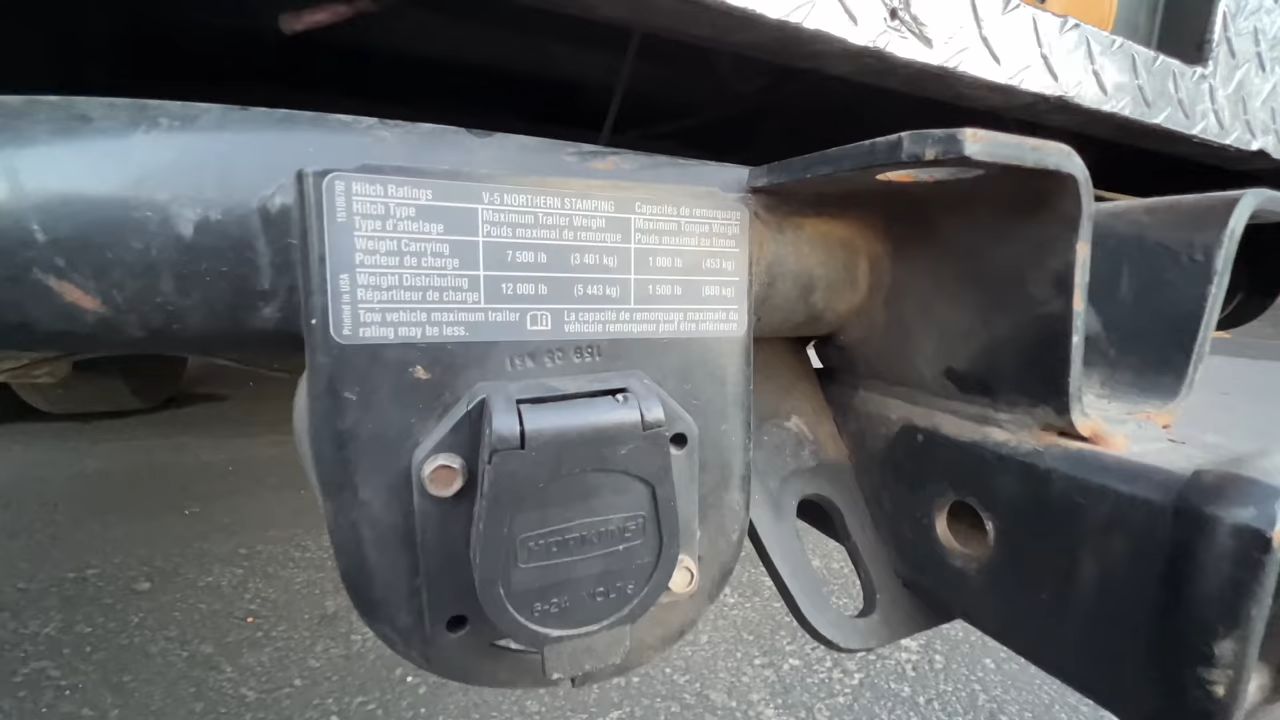 15106792
Hitch Ratings V-5 NORTHERN STAMPING Capacités de remorquage
Hitch Type Maximum Trailer Weight Maximum Tongue Weight
Type d'attelage Poids maximal de remorque Poids maximal au timon
Weight Carrying
Porteur de charge 7 500 lb (3 401 kg) 1 000 lb (453 kg)
Weight Distributing
Répartiteur de charge 12 000 lb (5 443 kg) 1 500 lb (680 kg)
Printed in USA
Tow vehicle maximum trailer La capacité de remorquage maximale du
rating may be less. véhicule remorqueur peut être inférieure.
HOPKINS
6-24 VOLTS